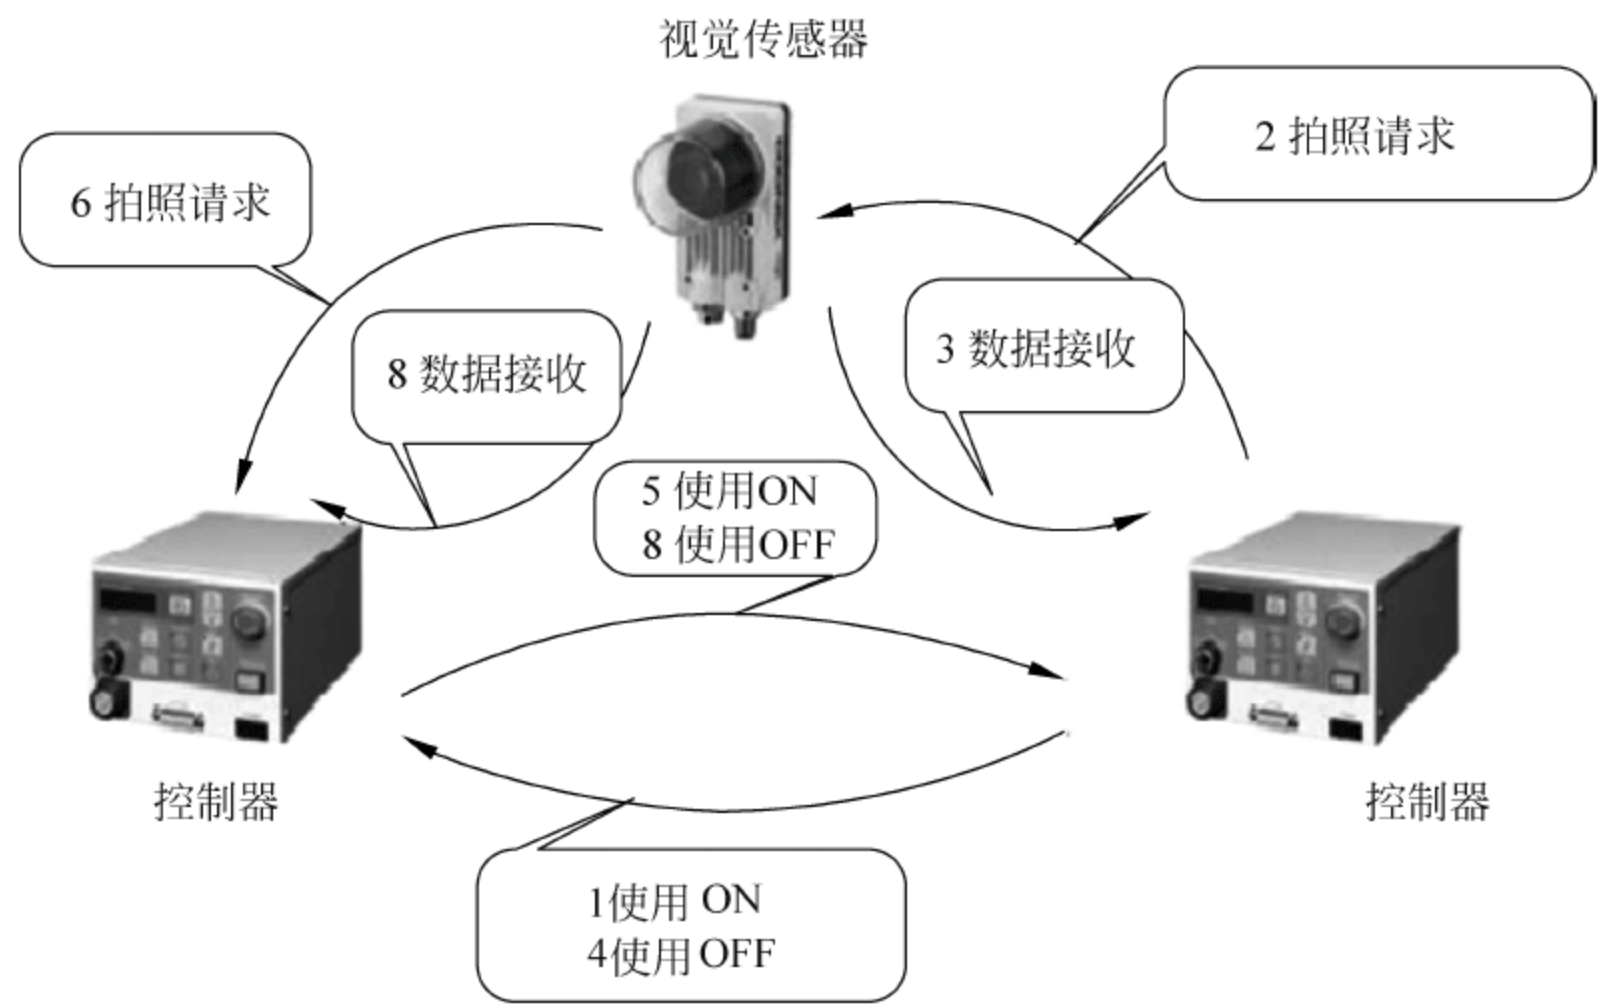 视觉传感器
2 拍照请求
6 拍照请求
3 数据接收
8 数据接收
5 使用ON
8 使用OFF
控制器
控制器
1使用 ON
4使用 OFF